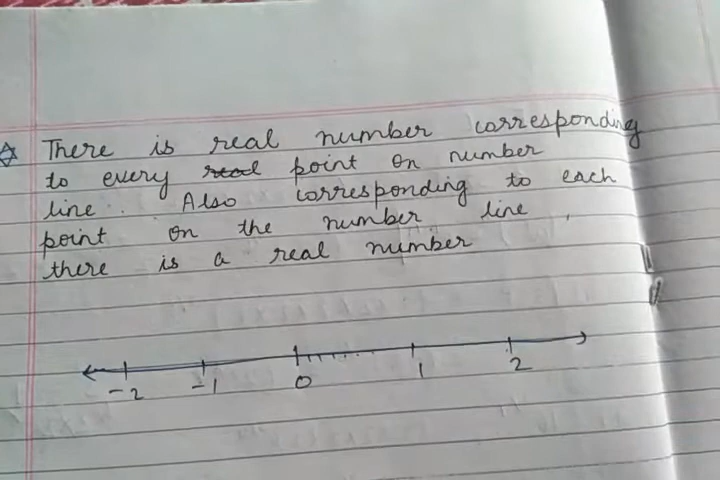 There is real number corresponding
to every real point on number
line. Also corresponding to each
point on the number line,
there is a real number
-2 -1 0 1 2